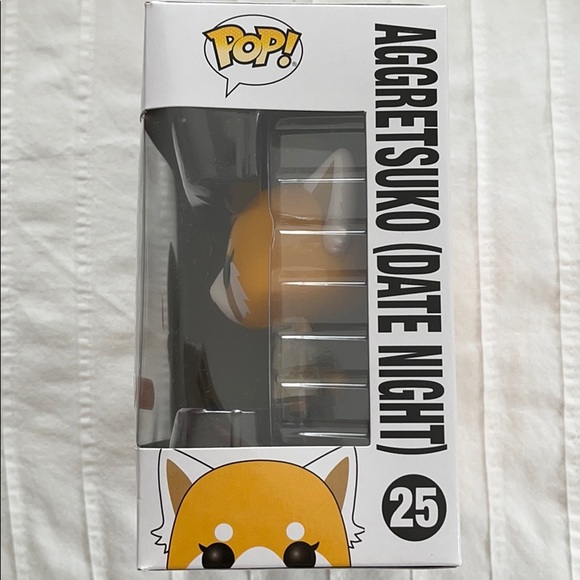 POP!
AGGRETSUKO (DATE NIGHT)
25